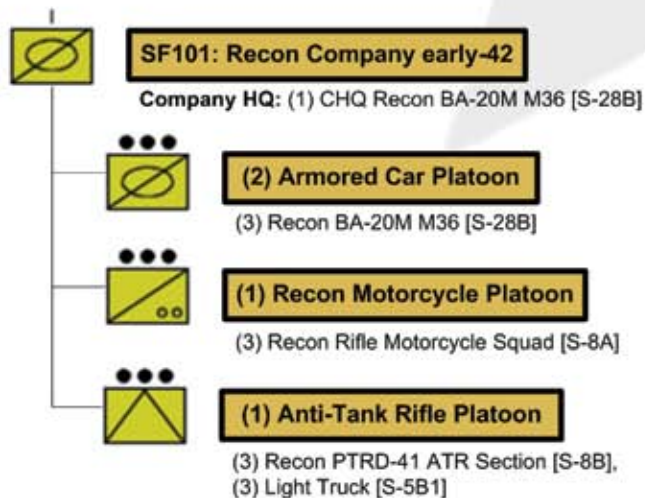 SF101: Recon Company early-42
Company HQ: (1) CHQ Recon BA-20M M36 [S-28B]
(2) Armored Car Platoon
(3) Recon BA-20M M36 [S-28B]
(1) Recon Motorcycle Platoon
(3) Recon Rifle Motorcycle Squad [S-8A]
(1) Anti-Tank Rifle Platoon
(3) Recon PTRD-41 ATR Section [S-8B],
(3) Light Truck [S-5B1]